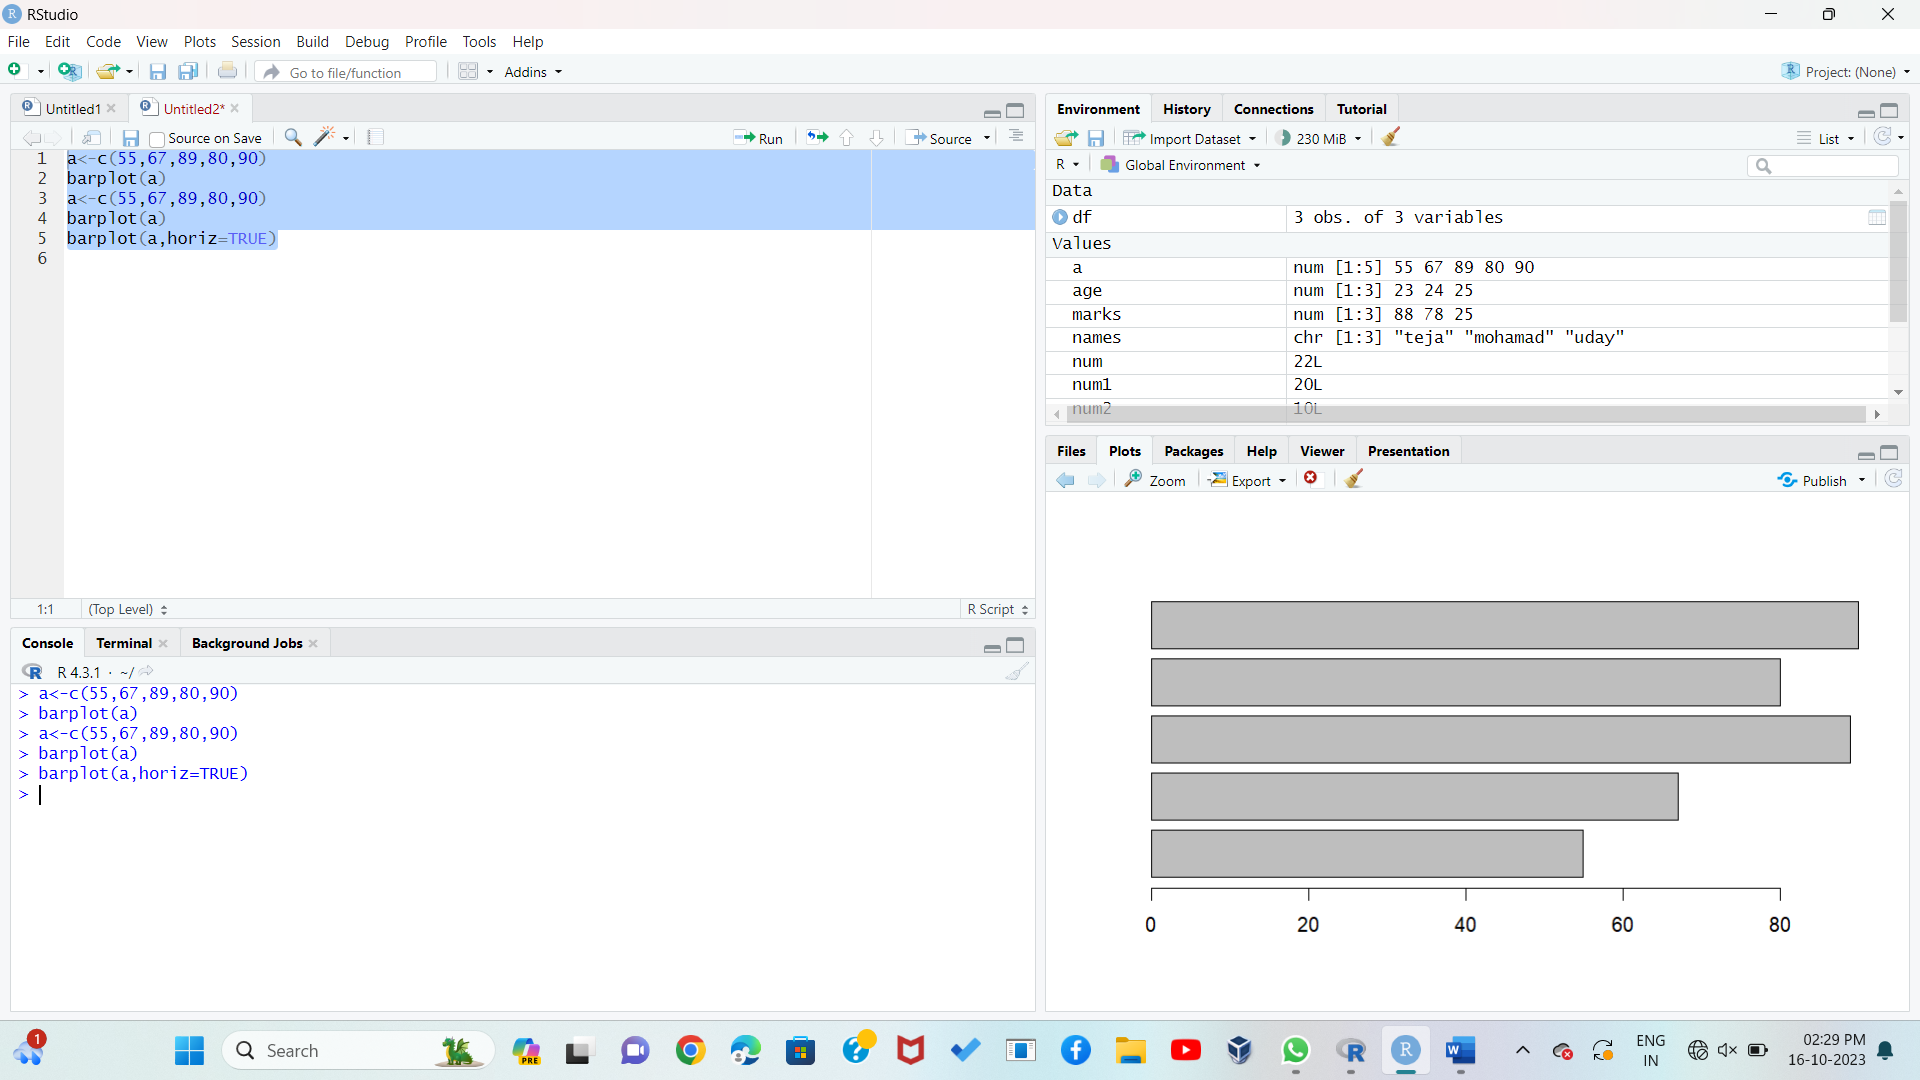 RStudio
File Edit Code View Plots Session Build Debug Profile Tools Help
Go to file/function Addins Project: (None)
Untitled1 Untitled2*
Source on Save Run Source
1 a<-c(55,67,89,80,90)
2 barplot(a)
3 a<-c(55,67,89,80,90)
4 barplot(a)
5 barplot(a,horiz=TRUE)
6
1:1 (Top Level) R Script
Console Terminal Background Jobs
R 4.3.1 · ~/
> a<-c(55,67,89,80,90)
> barplot(a)
> a<-c(55,67,89,80,90)
> barplot(a)
> barplot(a,horiz=TRUE)
>
Environment History Connections Tutorial
Import Dataset 230 MiB List
R Global Environment
Data
df 3 obs. of 3 variables
Values
a num [1:5] 55 67 89 80 90
age num [1:3] 23 24 25
marks num [1:3] 88 78 25
names chr [1:3] "teja" "mohamad" "uday"
num 22L
num1 20L
num2 10L
Files Plots Packages Help Viewer Presentation
Zoom Export Publish
0 20 40 60 80
1 Search PRE ENG 02:29 PM
IN 16-10-2023